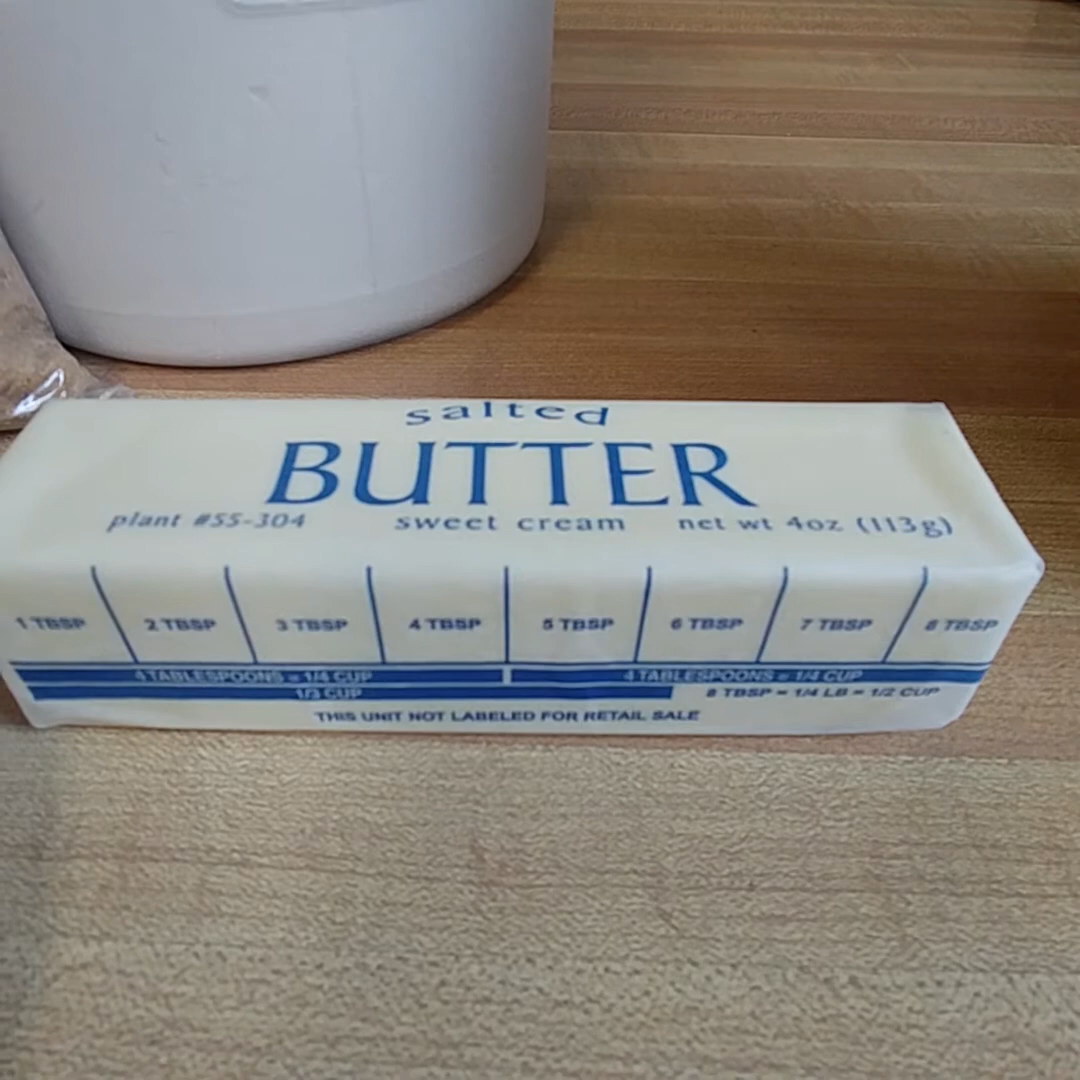 salted
BUTTER
plant #55-304 sweet cream net wt 4oz (113g)
1 TBSP 2 TBSP 3 TBSP 4 TBSP 5 TBSP 6 TBSP 7 TBSP 8 TBSP
4 TABLESPOONS = 1/4 CUP 4 TABLESPOONS = 1/4 CUP
1/3 CUP 8 TBSP = 1/4 LB = 1/2 CUP
THIS UNIT NOT LABELED FOR RETAIL SALE